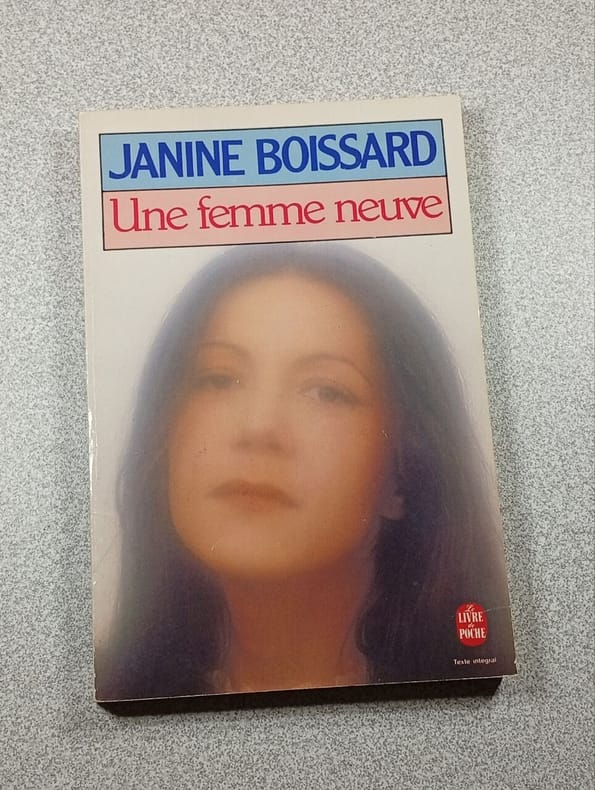 JANINE BOISSARD
Une femme neuve
Le
LIVRE
de
POCHE
Texte intégral